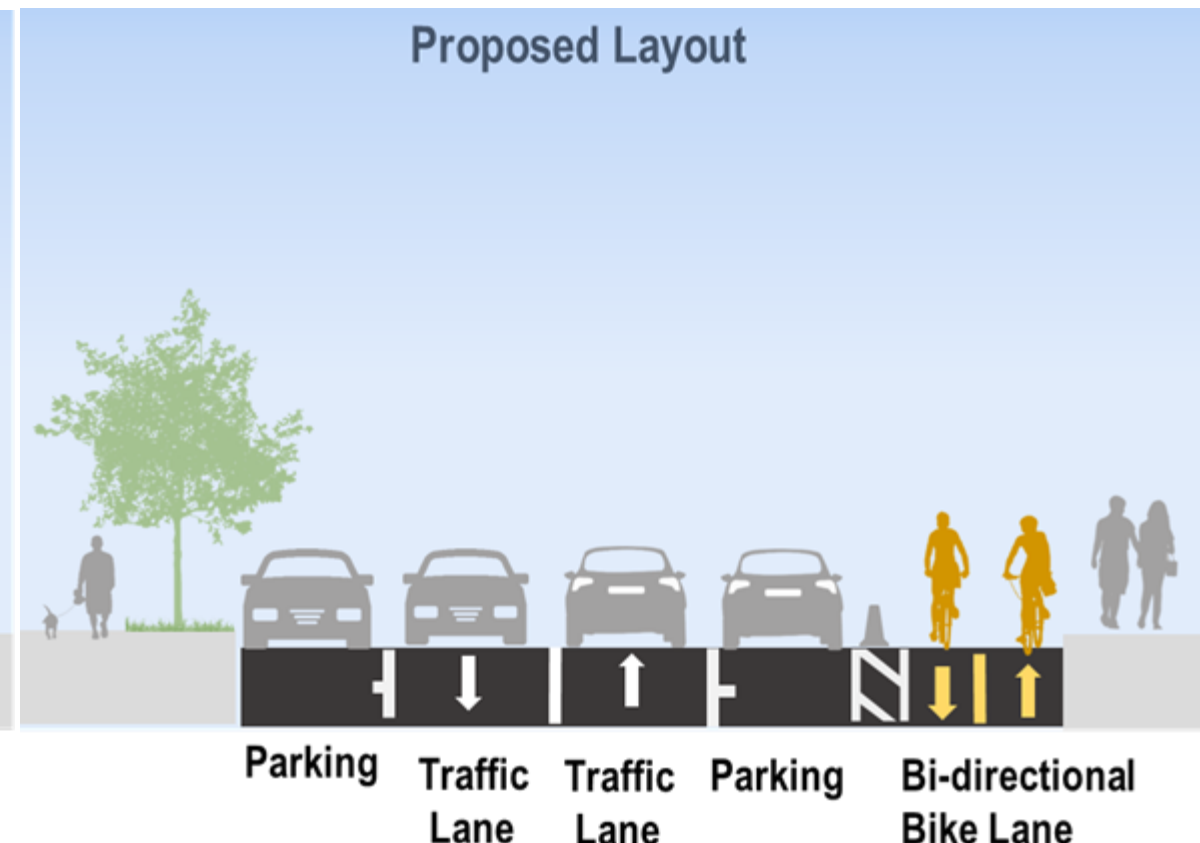 Proposed Layout
Parking
Traffic
Lane
Traffic
Lane
Parking
Bi-directional
Bike Lane